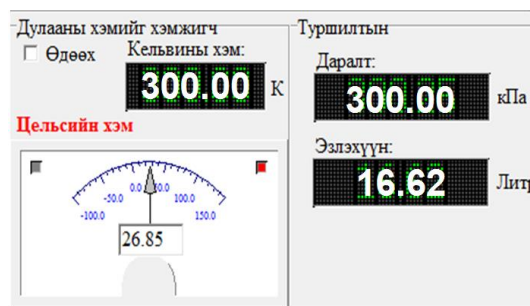 Дулааны хэмийг хэмжигч
Өдөөх
Кельвины хэм:
300.00 К
Цельсийн хэм
-100.0 -50.0 0.0 50.0 100.0 150.0
26.85
Туршилтын
Даралт:
300.00 кПа
Эзлэхүүн:
16.62 Литр